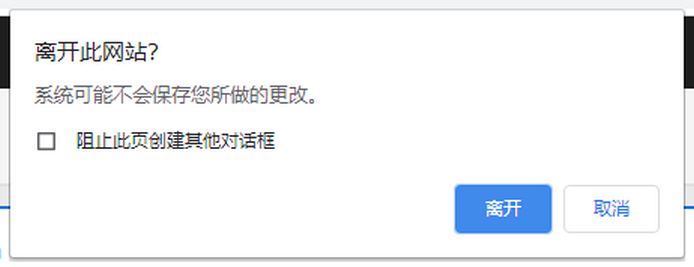 离开此网站?
系统可能不会保存您所做的更改。
阻止此页创建其他对话框
离开
取消